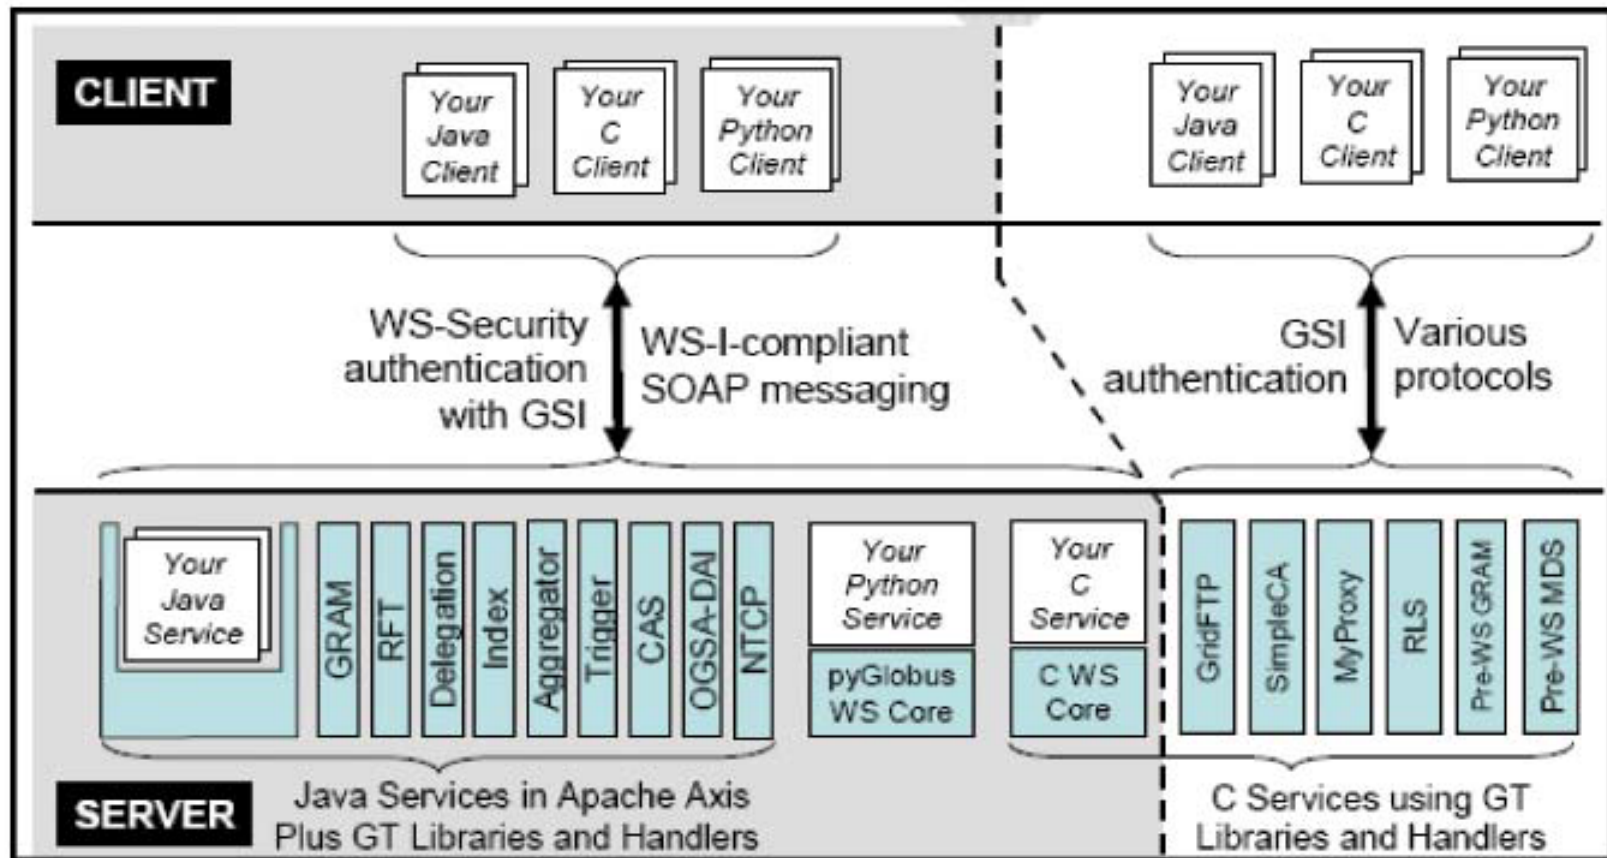 CLIENT
Your
Java
Client
Your
C
Client
Your
Python
Client
Your
Java
Client
Your
C
Client
Your
Python
Client
WS-Security
authentication
with GSI
WS-I-compliant
SOAP messaging
GSI
authentication
Various
protocols
Your
Java
Service
GRAM
RFT
Delegation
Index
Aggregator
Trigger
CAS
OGSA-DAI
NTCP
Your
Python
Service
pyGlobus
WS Core
Your
C
Service
C WS
Core
GridFTP
SimpleCA
MyProxy
RLS
Pre-WS GRAM
Pre-WS MDS
SERVER
Java Services in Apache Axis
Plus GT Libraries and Handlers
C Services using GT
Libraries and Handlers